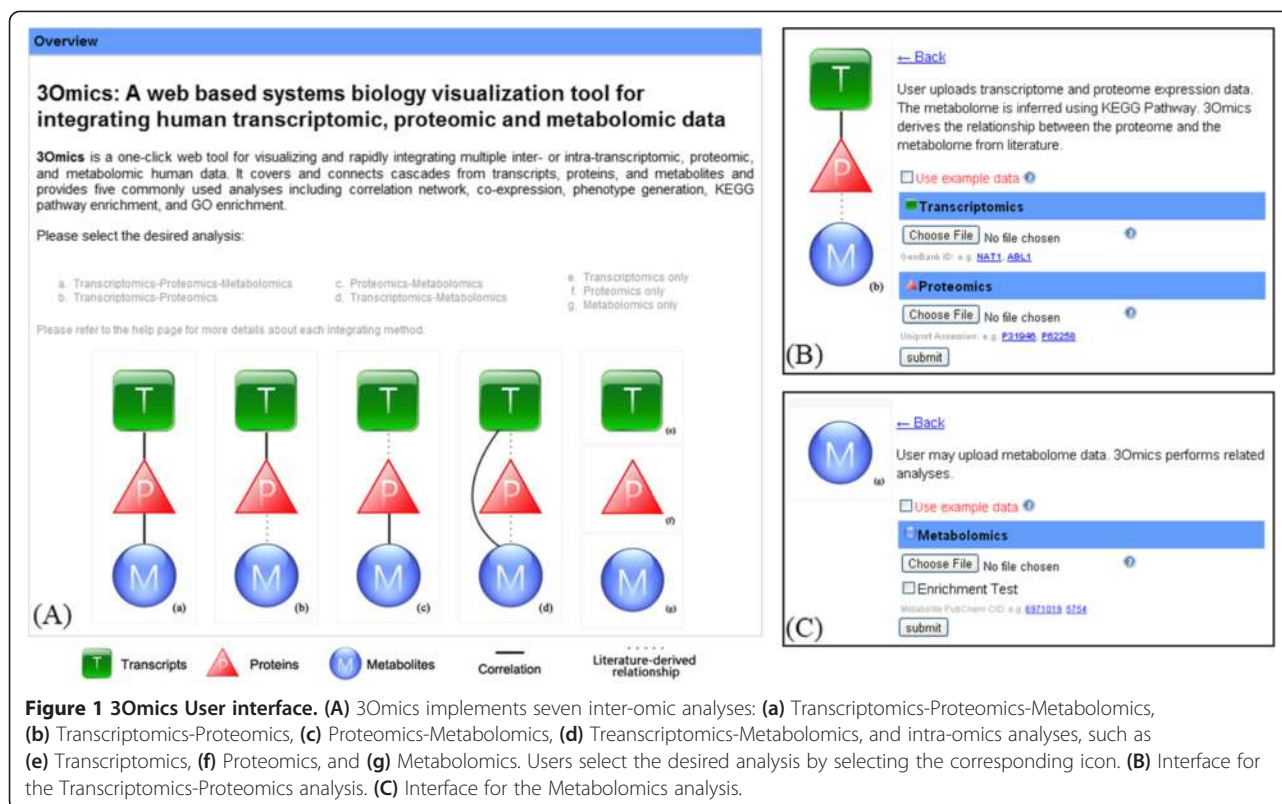 Overview
3Omics: A web based systems biology visualization tool for
integrating human transcriptomic, proteomic and metabolomic data
3Omics is a one-click web tool for visualizing and rapidly integrating multiple inter- or intra-transcriptomic, proteomic,
and metabolomic human data. It covers and connects cascades from transcripts, proteins, and metabolites and
provides five commonly used analyses including correlation network, co-expression, phenotype generation, KEGG
pathway enrichment, and GO enrichment.
Please select the desired analysis:
a. Transcriptomics-Proteomics-Metabolomics
b. Transcriptomics-Proteomics
c. Proteomics-Metabolomics
d. Transcriptomics-Metabolomics
e. Transcriptomics only
f. Proteomics only
g. Metabolomics only
Please refer to the help page for more details about each integrating method.
T
P
M
(a)
T
P
M
(b)
T
P
M
(c)
T
P
M
(d)
T
(e)
P
(f)
M
(g)
(A)
T Transcripts
P Proteins
M Metabolites
Correlation
Literature-derived
relationship
T
P
M
(b)
(B)
← Back
User uploads transcriptome and proteome expression data.
The metabolome is inferred using KEGG Pathway. 3Omics
derives the relationship between the proteome and the
metabolome from literature.
Use example data ?
Transcriptomics
Choose File No file chosen ?
GenBank ID: e.g. NAT1, ABL1
Proteomics
Choose File No file chosen ?
Uniprot Accession: e.g. P31946, P62258
submit
M
(a)
(C)
← Back
User may upload metabolome data. 3Omics performs related
analyses.
Use example data ?
Metabolomics
Choose File No file chosen ?
Enrichment Test
Metabolite PubChem CID: e.g. 6971019, 5754
submit
Figure 1 3Omics User interface. (A) 3Omics implements seven inter-omic analyses: (a) Transcriptomics-Proteomics-Metabolomics,
(b) Transcriptomics-Proteomics, (c) Proteomics-Metabolomics, (d) Treanscriptomics-Metabolomics, and intra-omics analyses, such as
(e) Transcriptomics, (f) Proteomics, and (g) Metabolomics. Users select the desired analysis by selecting the corresponding icon. (B) Interface for
the Transcriptomics-Proteomics analysis. (C) Interface for the Metabolomics analysis.